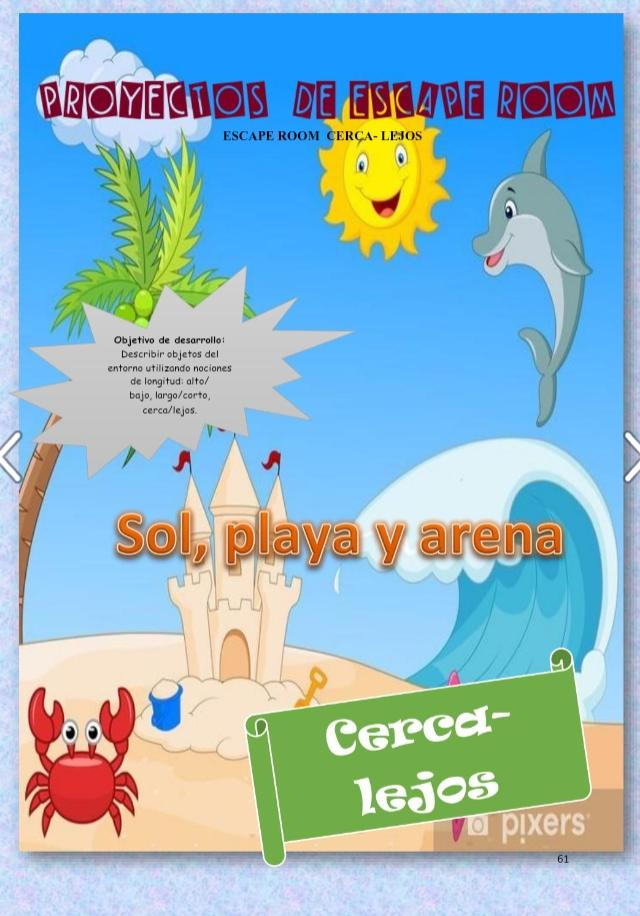 PROYECTOS DE ESCAPE ROOM
ESCAPE ROOM CERCA- LEJOS
Objetivo de desarrollo:
Describir objetos del
entorno utilizando nociones
de longitud: alto/
bajo, largo/corto,
cerca/lejos.
Sol, playa y arena
Cerca-
lejos
pixers
61